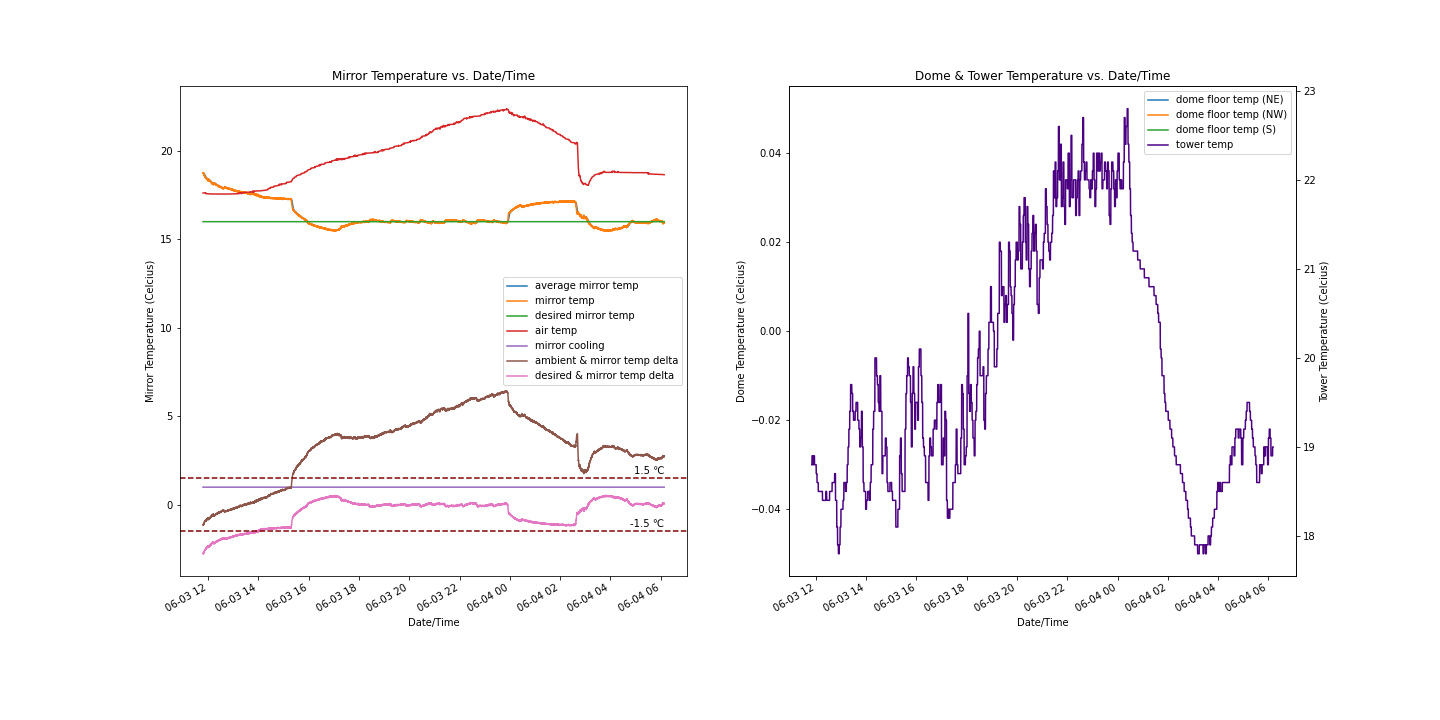 Mirror Temperature vs. Date/Time
Mirror Temperature (Celcius)
20
15
10
5
0
average mirror temp
mirror temp
desired mirror temp
air temp
mirror cooling
ambient & mirror temp delta
desired & mirror temp delta
1.5 °C
-1.5 °C
06-03 12
06-03 14
06-03 16
06-03 18
06-03 20
06-03 22
06-04 00
06-04 02
06-04 04
06-04 06
Date/Time
Dome & Tower Temperature vs. Date/Time
Dome Temperature (Celcius)
0.04
0.02
0.00
−0.02
−0.04
dome floor temp (NE)
dome floor temp (NW)
dome floor temp (S)
tower temp
23
22
21
20
19
18
Tower Temperature (Celcius)
06-03 12
06-03 14
06-03 16
06-03 18
06-03 20
06-03 22
06-04 00
06-04 02
06-04 04
06-04 06
Date/Time